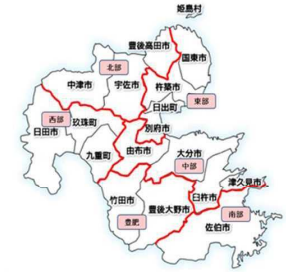 姫島村
豊後高田市
国東市
北部
中津市
宇佐市
杵築市
東部
日出町
西部
玖珠町
別府市
日田市
九重町
由布市
大分市
中部
竹田市
臼杵市
津久見市
豊肥
豊後大野市
南部
佐伯市